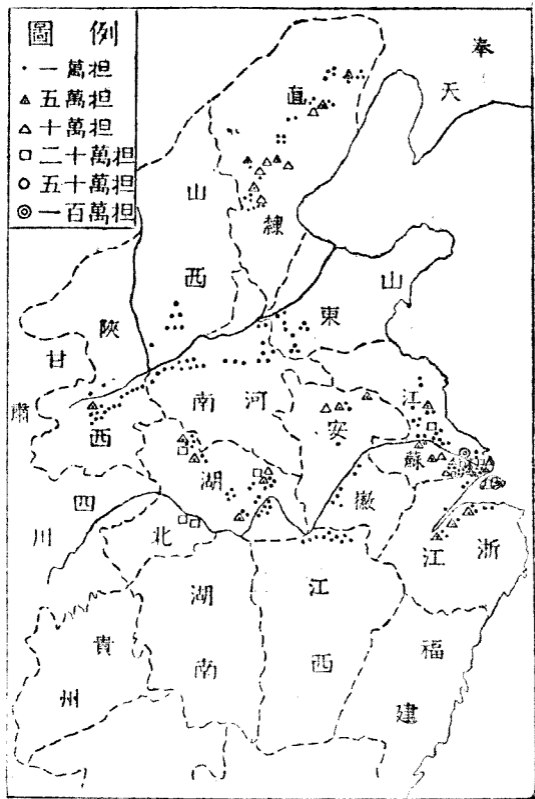 圖例
一萬担
五萬担
十萬担
二十萬担
五十萬担
一百萬担
奉天
直隸
山西
山東
陝西
甘肅
河南
江蘇
安徽
湖北
四川
浙江
湖南
江西
貴州
福建